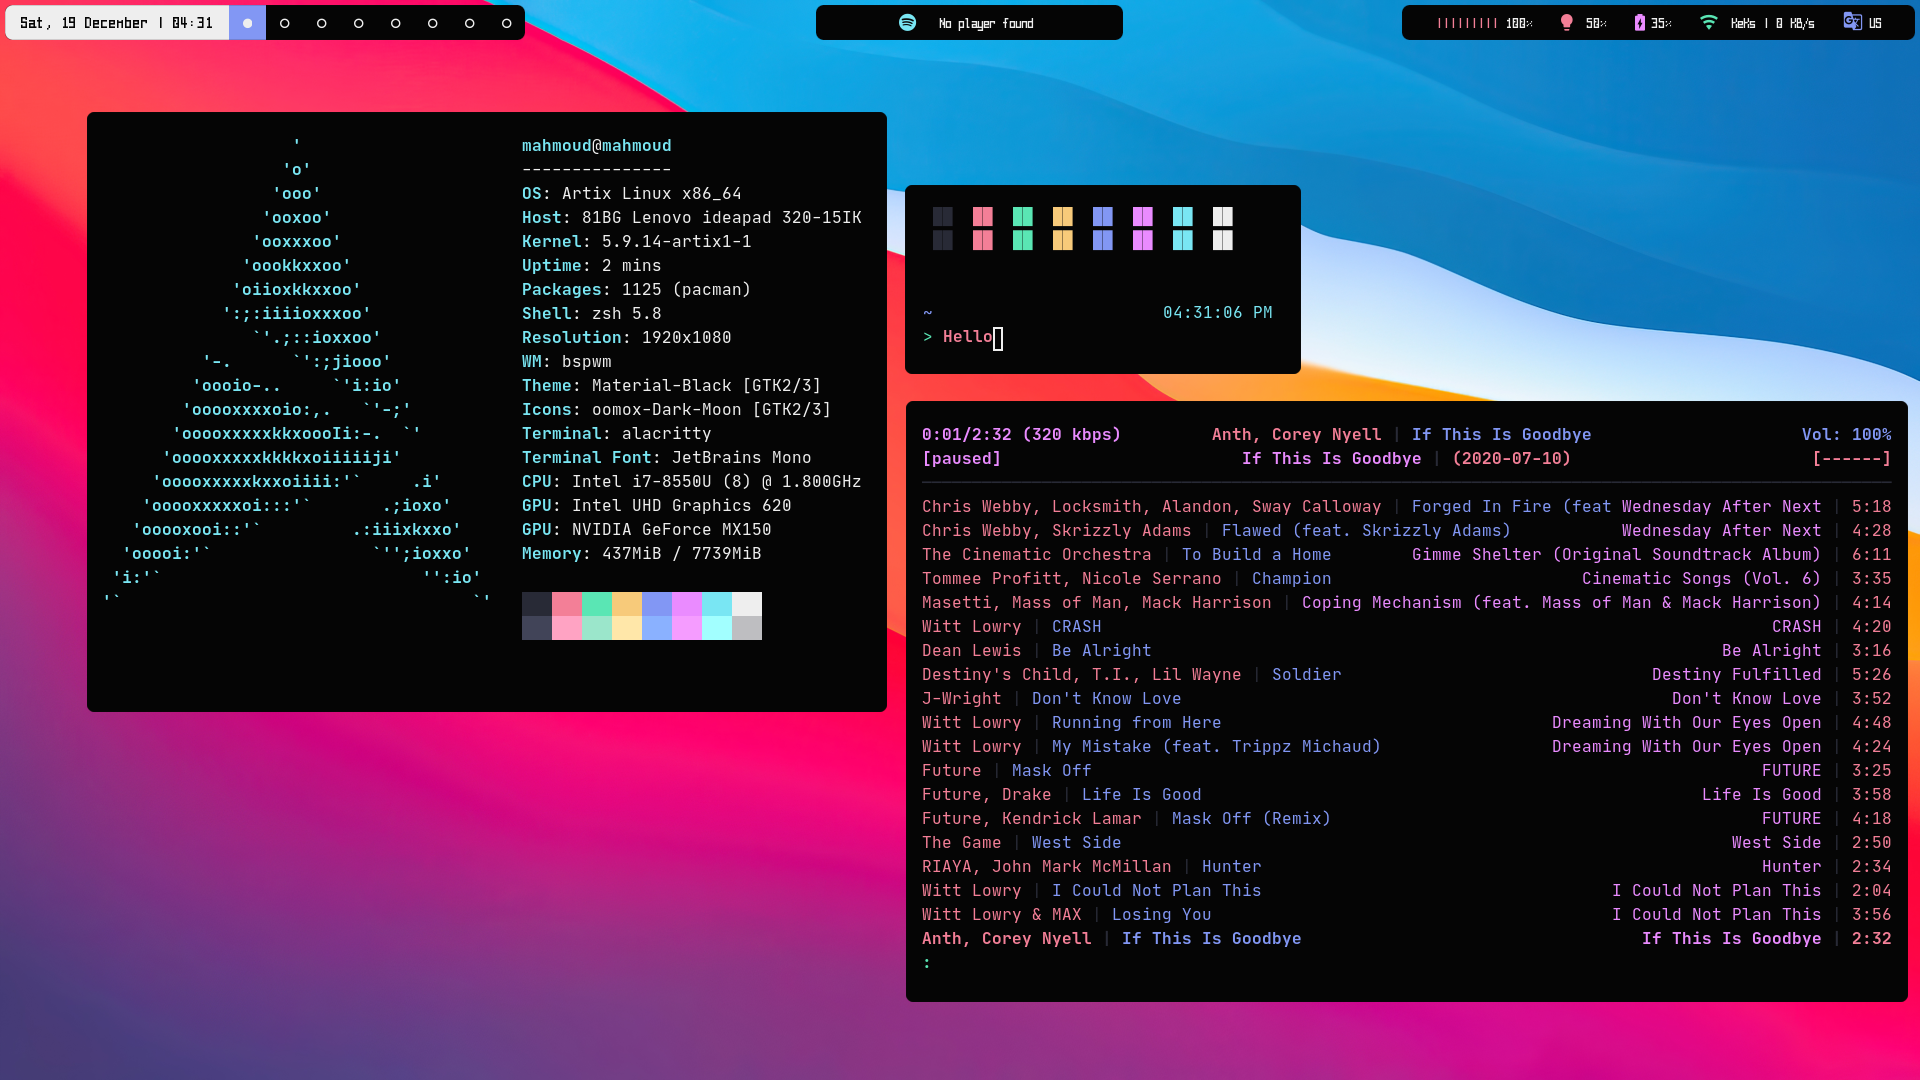 Sat, 19 December | 04:31
No player found
100%
50%
35%
KeKs | 0 KB/s
US
mahmoud@mahmoud
---------------
OS: Artix Linux x86_64
Host: 81BG Lenovo ideapad 320-15IK
Kernel: 5.9.14-artix1-1
Uptime: 2 mins
Packages: 1125 (pacman)
Shell: zsh 5.8
Resolution: 1920x1080
WM: bspwm
Theme: Material-Black [GTK2/3]
Icons: oomox-Dark-Moon [GTK2/3]
Terminal: alacritty
Terminal Font: JetBrains Mono
CPU: Intel i7-8550U (8) @ 1.800GHz
GPU: Intel UHD Graphics 620
GPU: NVIDIA GeForce MX150
Memory: 437MiB / 7739MiB
'
'o'
'ooo'
'ooxoo'
'ooxxxoo'
'oookkxxoo'
'oiioxkkxxoo'
':;:iiiioxxxoo'
`'.;::ioxxoo'
'-.      `':;jiooo'
'oooio-..     `'i:io'
'ooooxxxxoio:,.   `'-;'
'ooooxxxxxkkxoooIi:-.  `'
'ooooxxxxxkkkkxoiiiiiji'
'ooooxxxxxkxxoiiii:'`     .i'
'ooooxxxxxoi:::'`       .;ioxo'
'ooooxooi::'`         .:iiixkxxo'
'ooooi:'`                `'';ioxxo'
'i:'`                          '':io'
'`                                   `'
~ 04:31:06 PM
> Hello
0:01/2:32 (320 kbps) Anth, Corey Nyell | If This Is Goodbye Vol: 100%
[paused] If This Is Goodbye | (2020-07-10) [------]
Chris Webby, Locksmith, Alandon, Sway Calloway | Forged In Fire (feat Wednesday After Next | 5:18
Chris Webby, Skrizzly Adams | Flawed (feat. Skrizzly Adams) Wednesday After Next | 4:28
The Cinematic Orchestra | To Build a Home Gimme Shelter (Original Soundtrack Album) | 6:11
Tommee Profitt, Nicole Serrano | Champion Cinematic Songs (Vol. 6) | 3:35
Masetti, Mass of Man, Mack Harrison | Coping Mechanism (feat. Mass of Man & Mack Harrison) | 4:14
Witt Lowry | CRASH CRASH | 4:20
Dean Lewis | Be Alright Be Alright | 3:16
Destiny's Child, T.I., Lil Wayne | Soldier Destiny Fulfilled | 5:26
J-Wright | Don't Know Love Don't Know Love | 3:52
Witt Lowry | Running from Here Dreaming With Our Eyes Open | 4:48
Witt Lowry | My Mistake (feat. Trippz Michaud) Dreaming With Our Eyes Open | 4:24
Future | Mask Off FUTURE | 3:25
Future, Drake | Life Is Good Life Is Good | 3:58
Future, Kendrick Lamar | Mask Off (Remix) FUTURE | 4:18
The Game | West Side West Side | 2:50
RIAYA, John Mark McMillan | Hunter Hunter | 2:34
Witt Lowry | I Could Not Plan This I Could Not Plan This | 2:04
Witt Lowry & MAX | Losing You I Could Not Plan This | 3:56
Anth, Corey Nyell | If This Is Goodbye If This Is Goodbye | 2:32
: